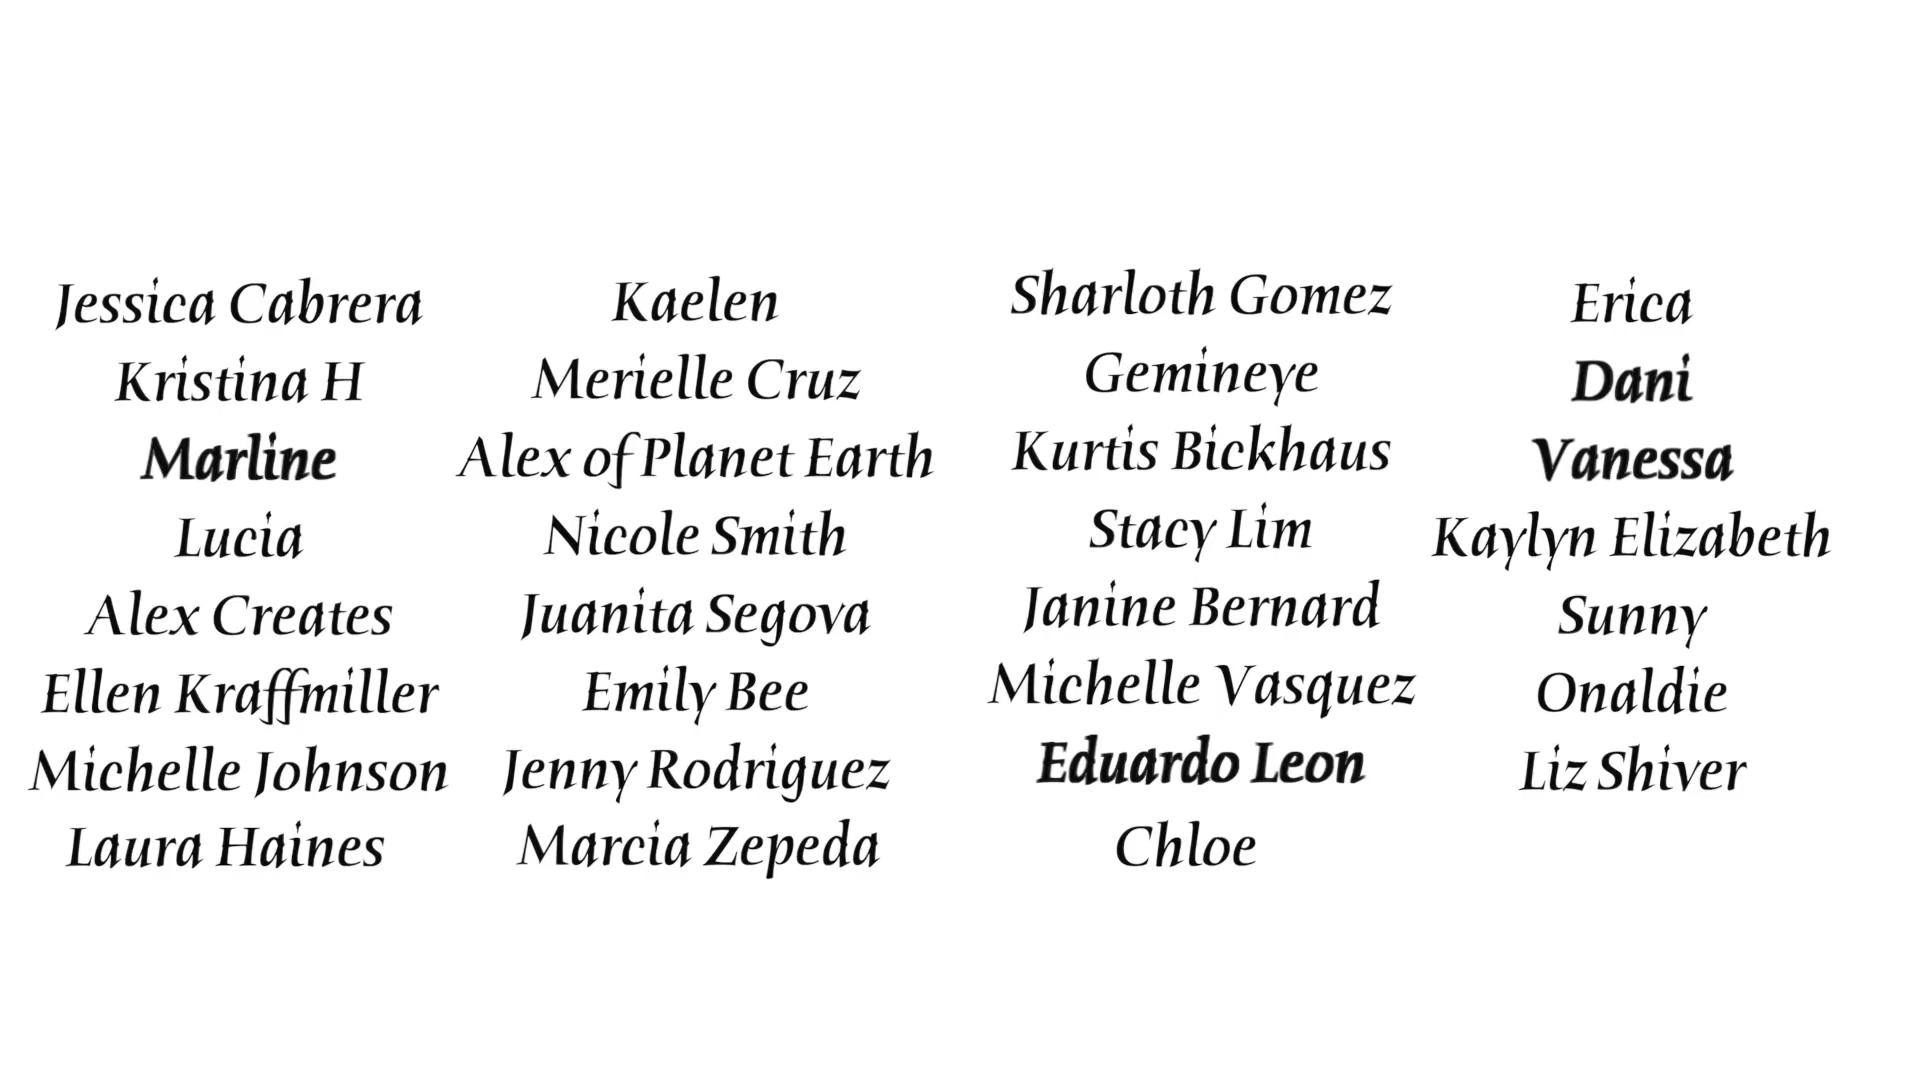 Jessica Cabrera
Kristina H
Marline
Lucia
Alex Creates
Ellen Kraffmiller
Michelle Johnson
Laura Haines
Kaelen
Merielle Cruz
Alex of Planet Earth
Nicole Smith
Juanita Segova
Emily Bee
Jenny Rodriguez
Marcia Zepeda
Sharloth Gomez
Gemineye
Kurtis Bickhaus
Stacy Lim
Janine Bernard
Michelle Vasquez
Eduardo Leon
Chloe
Erica
Dani
Vanessa
Kaylyn Elizabeth
Sunny
Onaldie
Liz Shiver